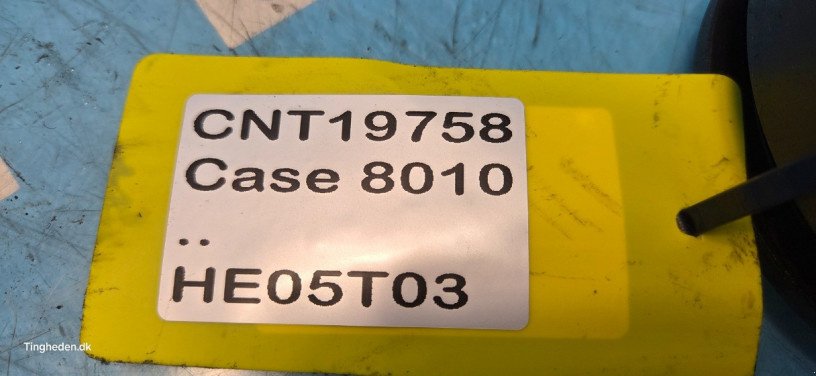 CNT19758
Case 8010
..
HE05T03
Tingheden.dk